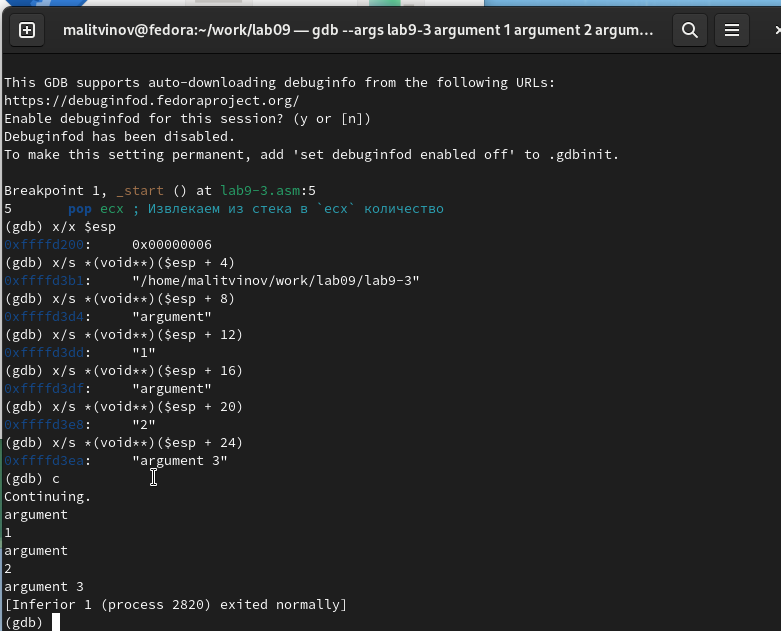 malitvinov@fedora:~/work/lab09 — gdb --args lab9-3 argument 1 argument 2 argum...
This GDB supports auto-downloading debuginfo from the following URLs:
https://debuginfod.fedoraproject.org/
Enable debuginfod for this session? (y or [n])
Debuginfod has been disabled.
To make this setting permanent, add 'set debuginfod enabled off' to .gdbinit.
Breakpoint 1, _start () at lab9-3.asm:5
5 pop ecx ; Извлекаем из стека в `ecx` количество
(gdb) x/x $esp
0xffffd200: 0x00000006
(gdb) x/s *(void**)($esp + 4)
0xffffd3b1: "/home/malitvinov/work/lab09/lab9-3"
(gdb) x/s *(void**)($esp + 8)
0xffffd3d4: "argument"
(gdb) x/s *(void**)($esp + 12)
0xffffd3dd: "1"
(gdb) x/s *(void**)($esp + 16)
0xffffd3df: "argument"
(gdb) x/s *(void**)($esp + 20)
0xffffd3e8: "2"
(gdb) x/s *(void**)($esp + 24)
0xffffd3ea: "argument 3"
(gdb) c
Continuing.
argument
1
argument
2
argument 3
[Inferior 1 (process 2820) exited normally]
(gdb)